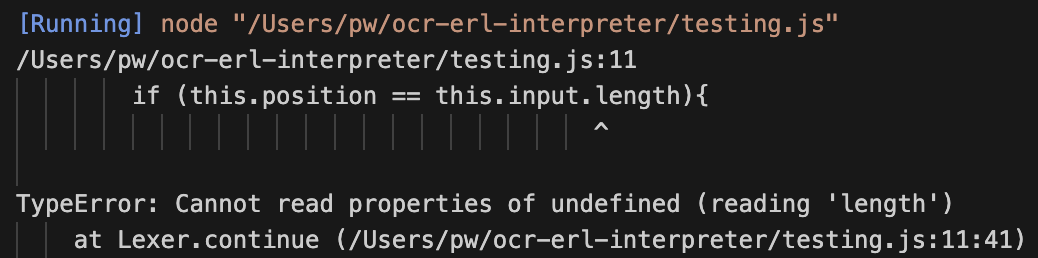 [Running] node "/Users/pw/ocr-erl-interpreter/testing.js"
/Users/pw/ocr-erl-interpreter/testing.js:11
if (this.position == this.input.length){
^
TypeError: Cannot read properties of undefined (reading 'length')
at Lexer.continue (/Users/pw/ocr-erl-interpreter/testing.js:11:41)